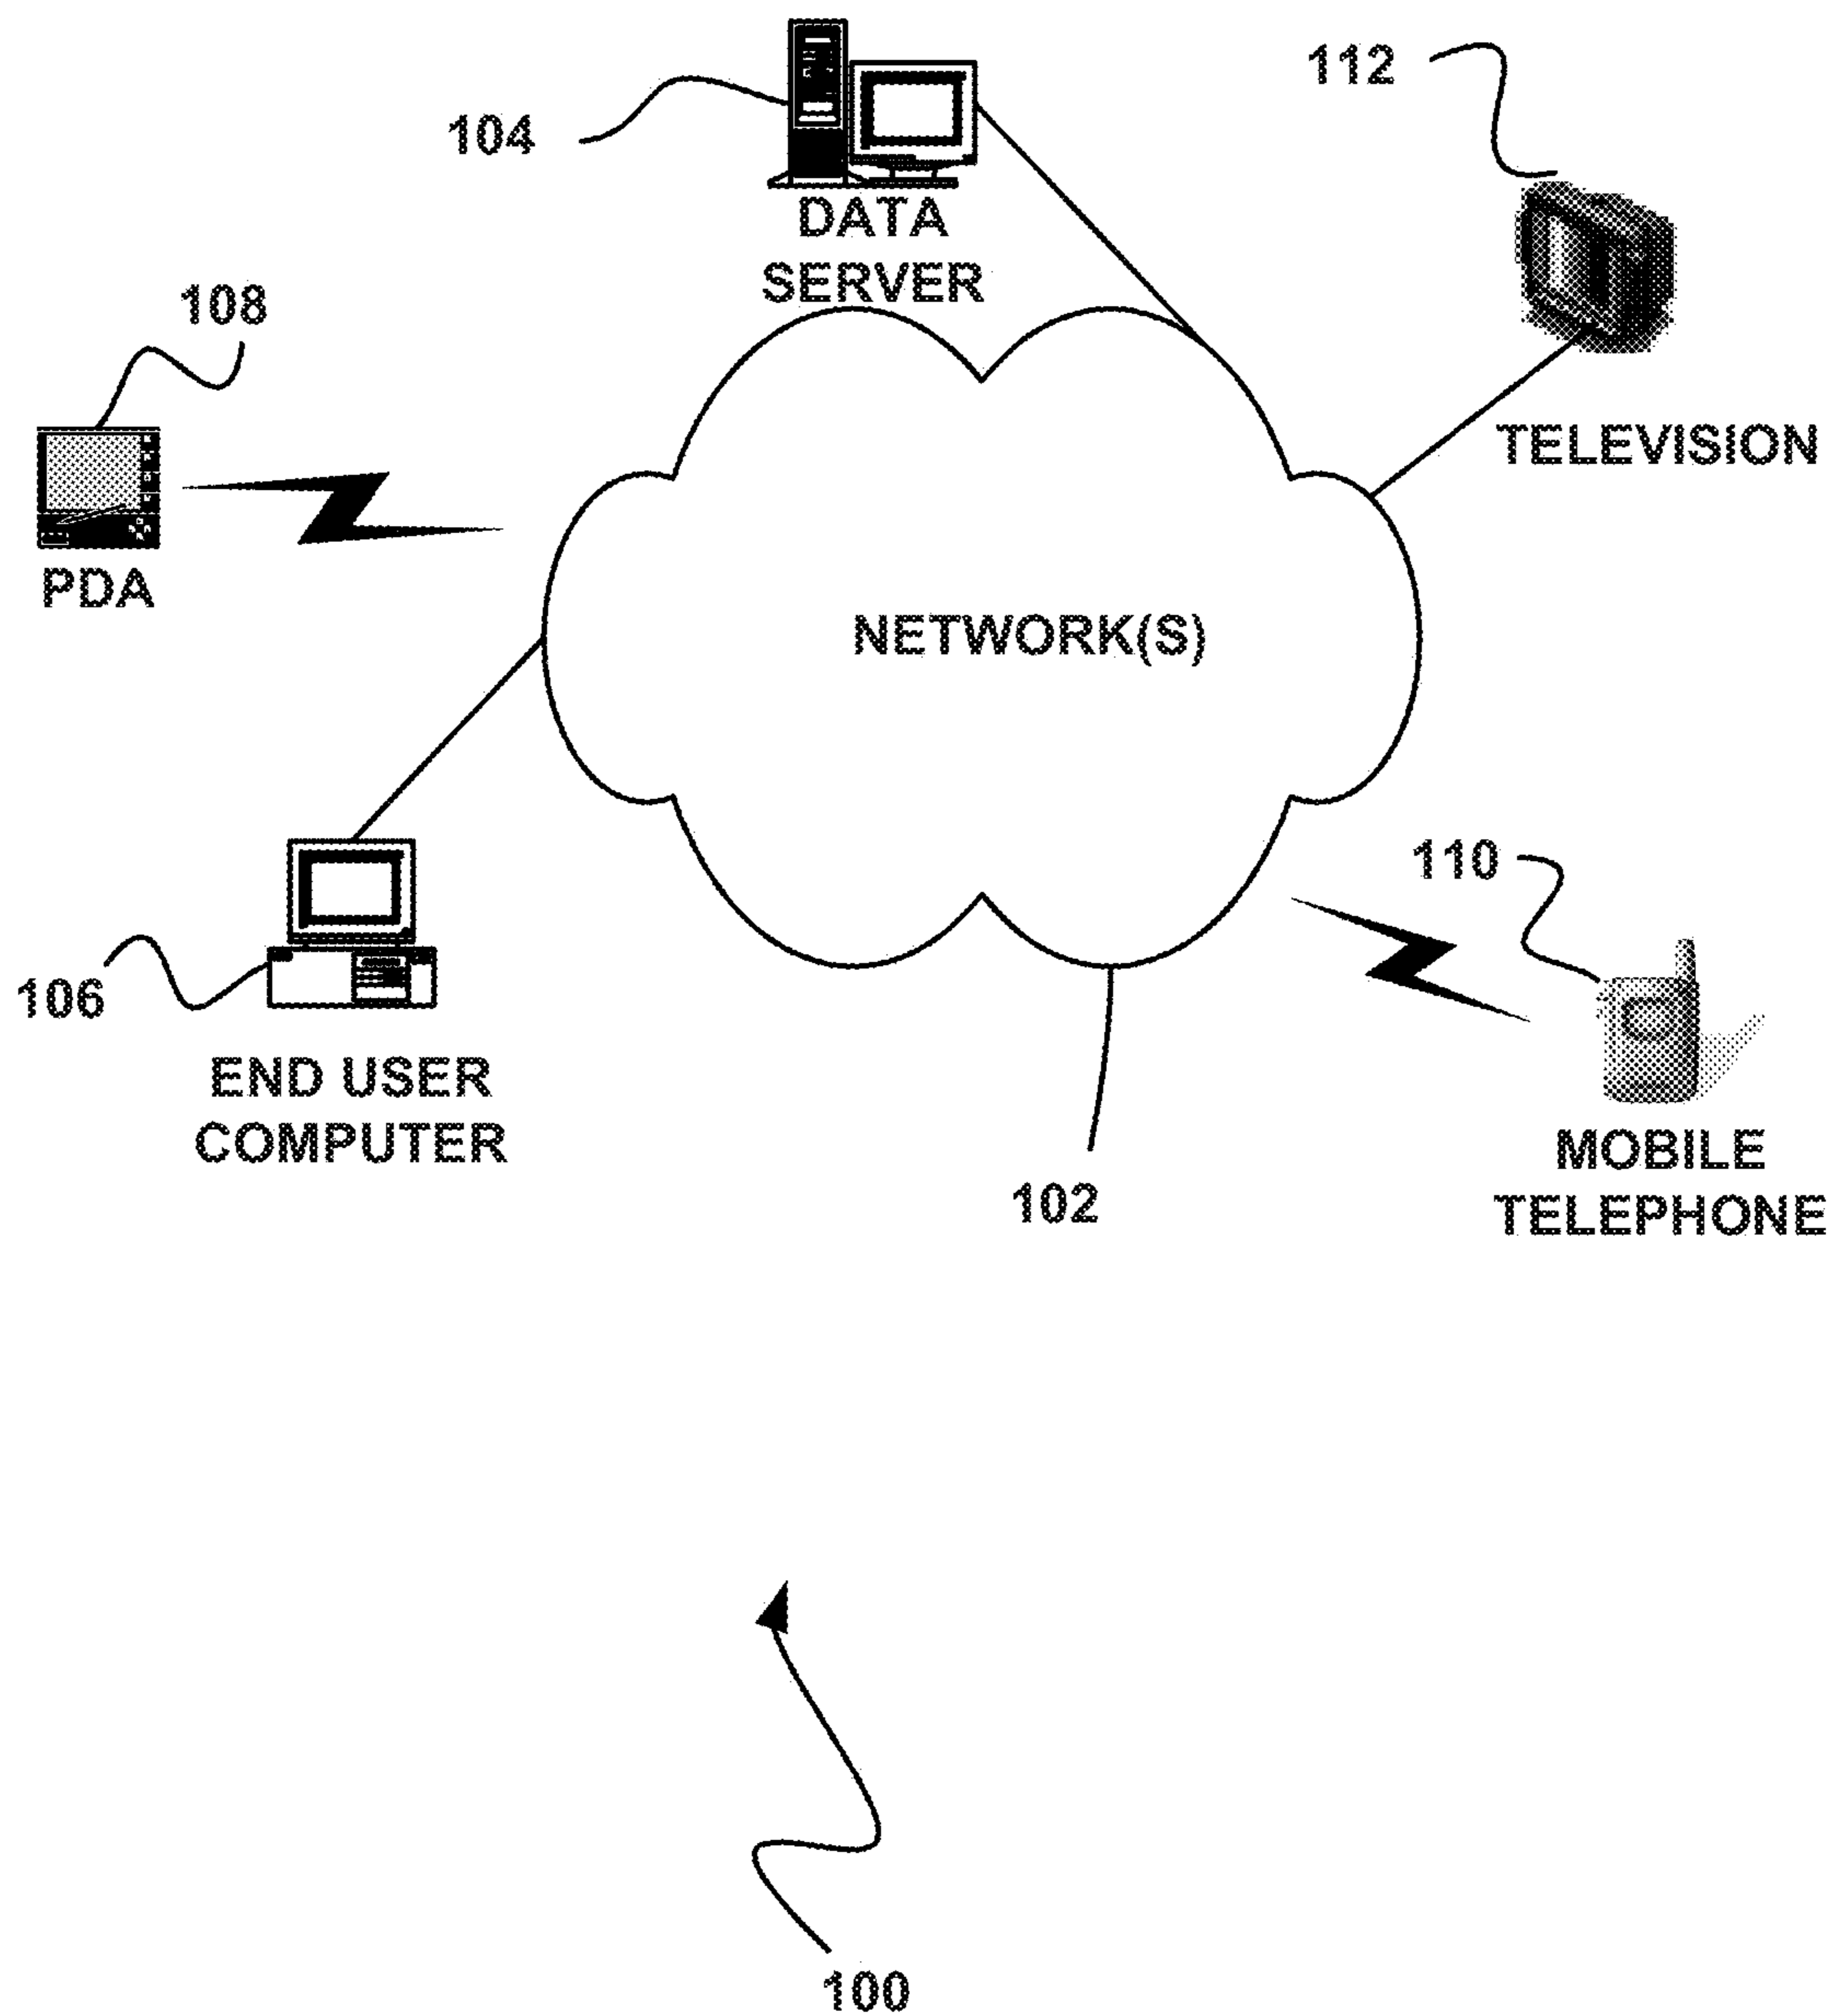 104
DATA
SERVER
112
TELEVISION
108
PDA
NETWORK(S)
106
END USER
COMPUTER
110
MOBILE
TELEPHONE
102
100